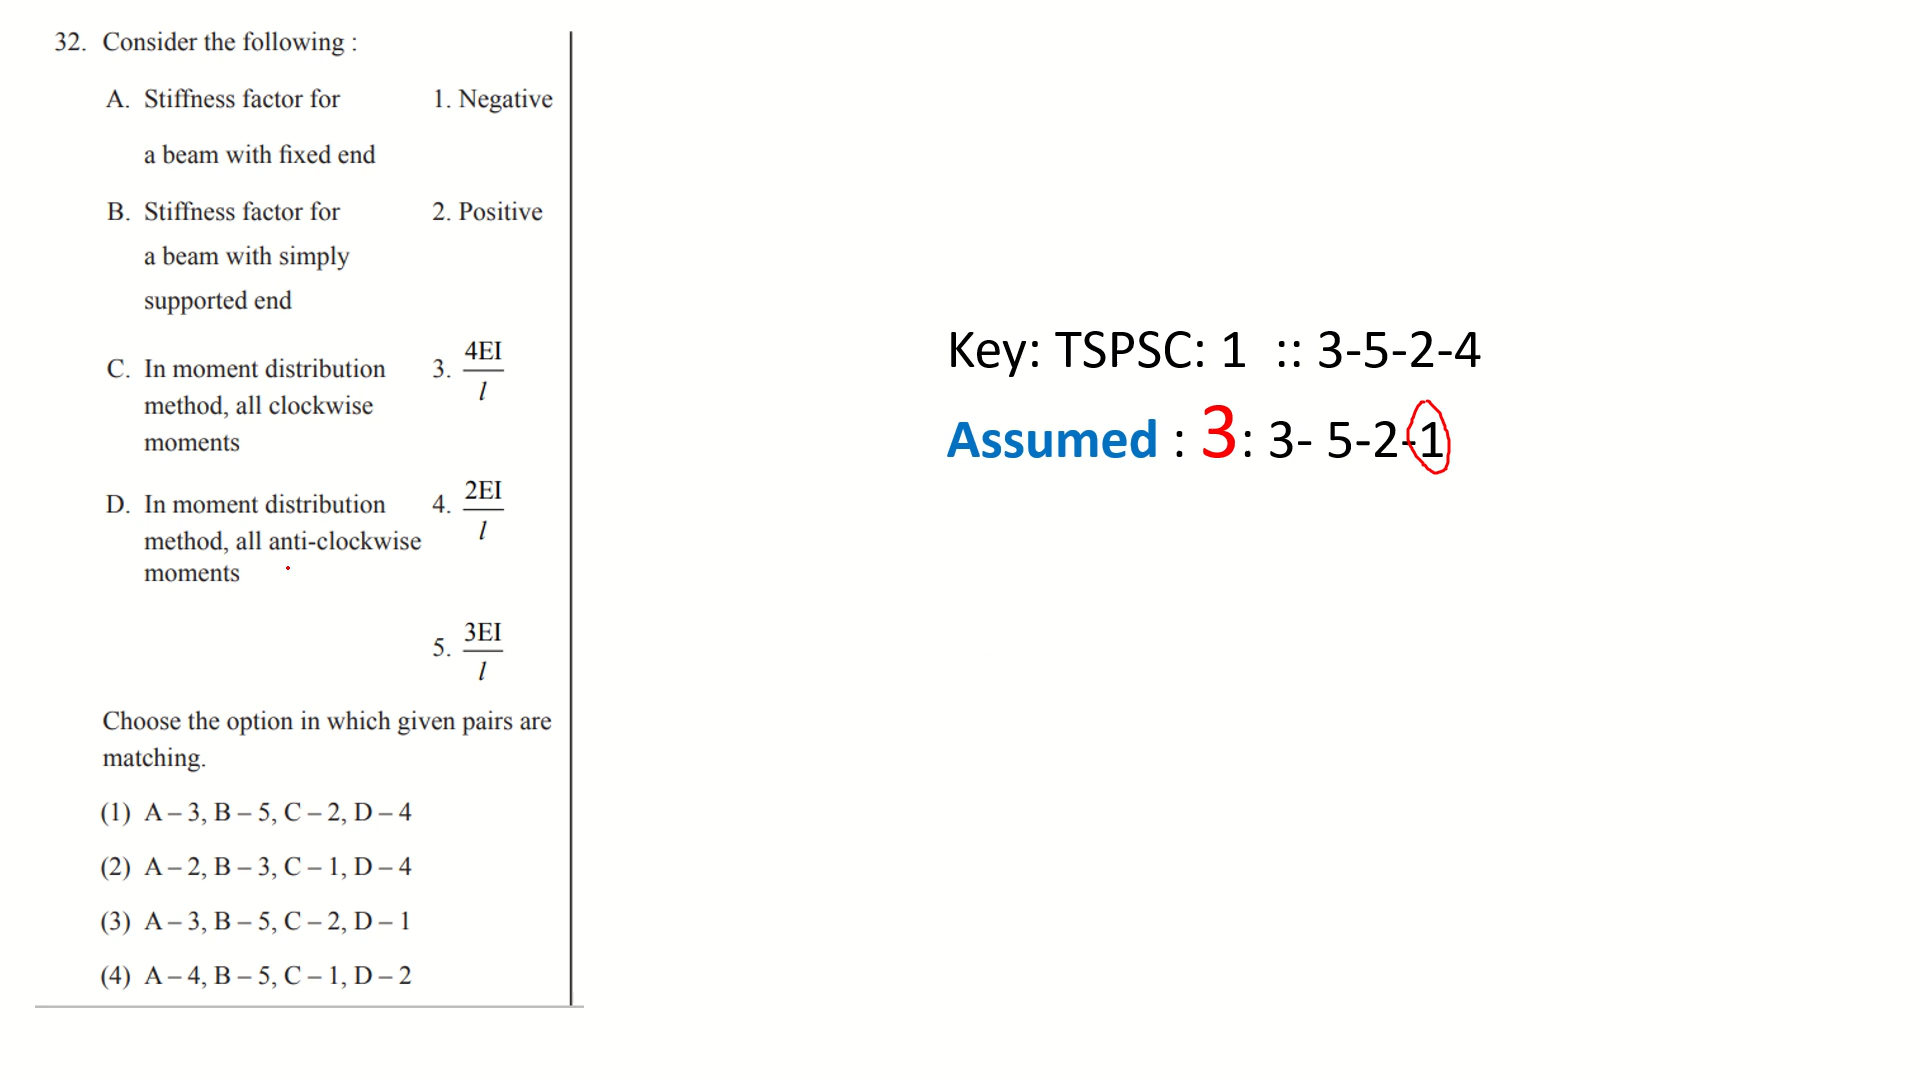 32. Consider the following :
A. Stiffness factor for 1. Negative
a beam with fixed end
B. Stiffness factor for 2. Positive
a beam with simply
supported end
C. In moment distribution 3. 4EI/l
method, all clockwise
moments
D. In moment distribution 4. 2EI/l
method, all anti-clockwise
moments
5. 3EI/l
Choose the option in which given pairs are
matching.
(1) A – 3, B – 5, C – 2, D – 4
(2) A – 2, B – 3, C – 1, D – 4
(3) A – 3, B – 5, C – 2, D – 1
(4) A – 4, B – 5, C – 1, D – 2
Key: TSPSC: 1 :: 3-5-2-4
Assumed : 3: 3- 5-2-1